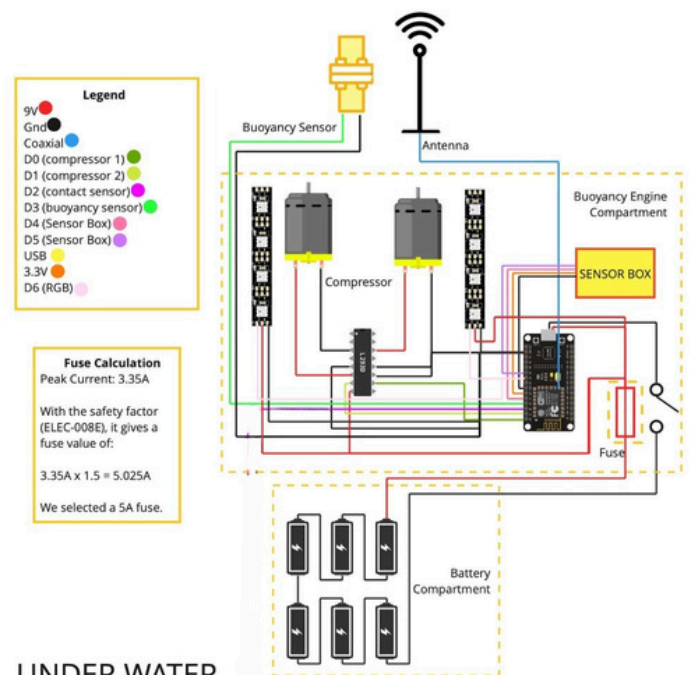 Legend
9V
Gnd
Coaxial
D0 (compressor 1)
D1 (compressor 2)
D2 (contact sensor)
D3 (buoyancy sensor)
D4 (Sensor Box)
D5 (Sensor Box)
USB
3.3V
D6 (RGB)
Buoyancy Sensor
Antenna
Buoyancy Engine
Compartment
Compressor
SENSOR BOX
L293D
Fuse
Fuse Calculation
Peak Current: 3.35A
With the safety factor
(ELEC-008E), it gives a
fuse value of:
3.35A x 1.5 = 5.025A
We selected a 5A fuse.
Battery
Compartment
UNDER WATER